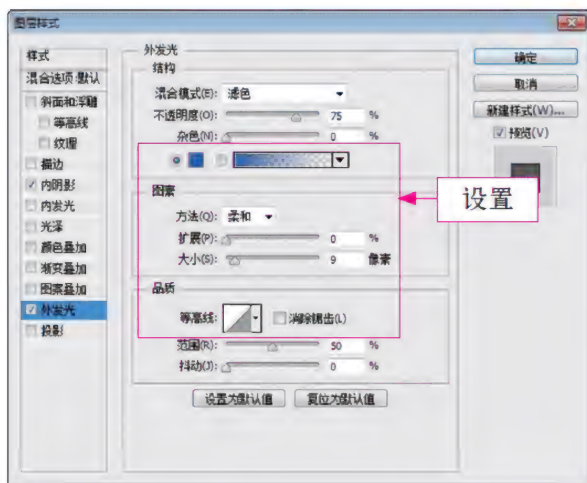 图层样式
样式
混合选项:默认
斜面和浮雕
等高线
纹理
描边
内阴影
内发光
光泽
颜色叠加
渐变叠加
图案叠加
外发光
投影
外发光
结构
混合模式(E): 滤色
不透明度(O): 75 %
杂色(N): 0 %
图素
方法(Q): 柔和
扩展(P): 0 %
大小(S): 9 像素
品质
等高线: 消除锯齿(L)
范围(R): 50 %
抖动(J): 0 %
设置为默认值 复位为默认值
确定
取消
新建样式(W)...
预览(V)
设置